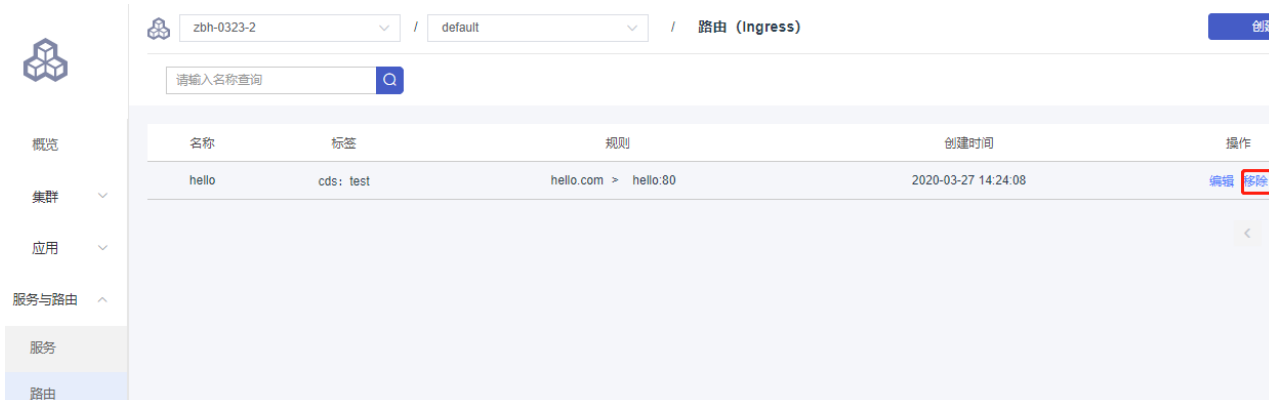 zbh-0323-2 / default / 路由（Ingress）
请输入名称查询
概览
集群
应用
服务与路由
服务
路由
名称 标签 规则 创建时间 操作
hello cds：test hello.com > hello:80 2020-03-27 14:24:08 编辑 移除